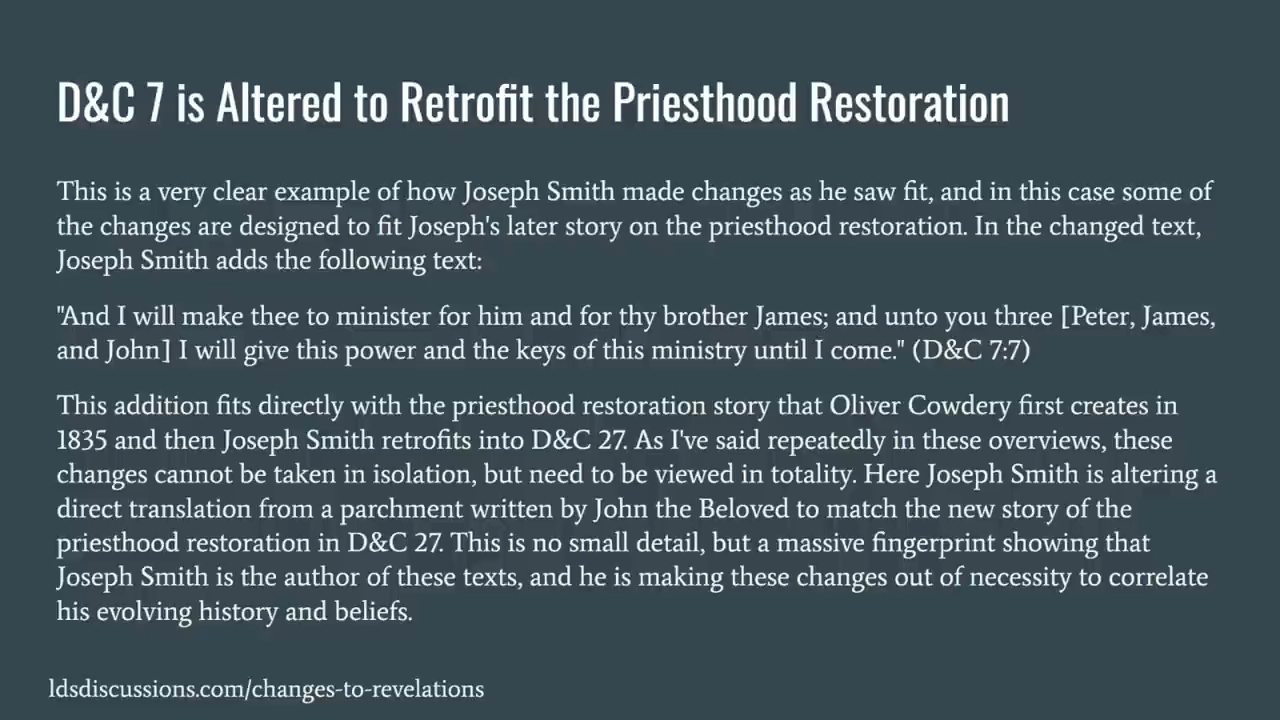 D&C 7 is Altered to Retrofit the Priesthood Restoration
This is a very clear example of how Joseph Smith made changes as he saw fit, and in this case some of
the changes are designed to fit Joseph's later story on the priesthood restoration. In the changed text,
Joseph Smith adds the following text:
"And I will make thee to minister for him and for thy brother James; and unto you three [Peter, James,
and John] I will give this power and the keys of this ministry until I come." (D&C 7:7)
This addition fits directly with the priesthood restoration story that Oliver Cowdery first creates in
1835 and then Joseph Smith retrofits into D&C 27. As I've said repeatedly in these overviews, these
changes cannot be taken in isolation, but need to be viewed in totality. Here Joseph Smith is altering a
direct translation from a parchment written by John the Beloved to match the new story of the
priesthood restoration in D&C 27. This is no small detail, but a massive fingerprint showing that
Joseph Smith is the author of these texts, and he is making these changes out of necessity to correlate
his evolving history and beliefs.
ldsdiscussions.com/changes-to-revelations